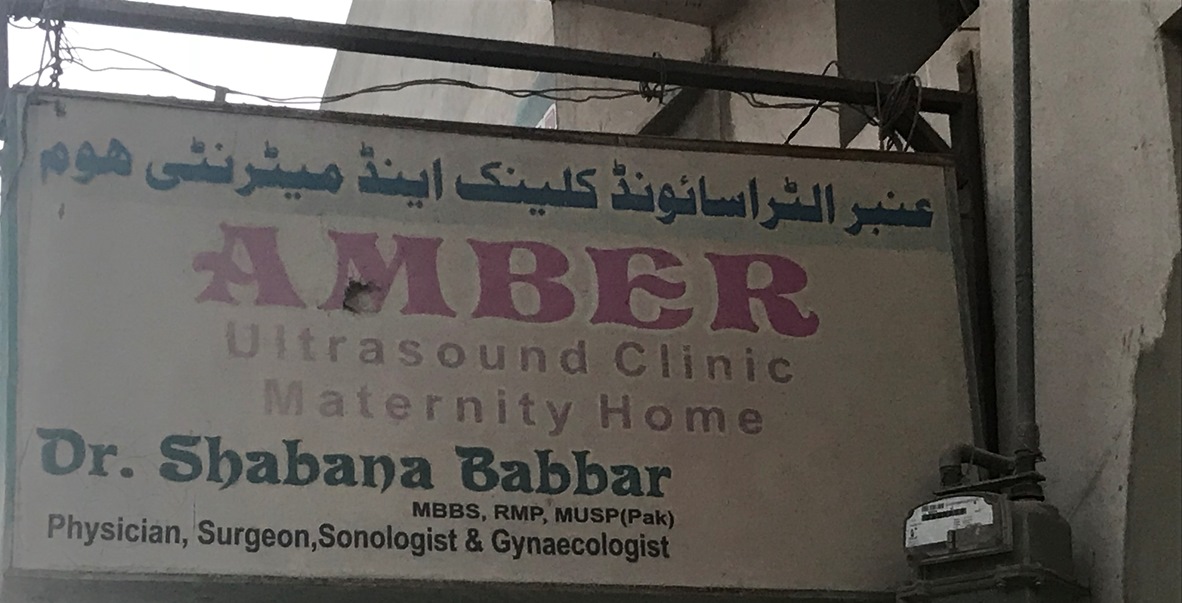 عنبر الٹراسائونڈ کلینک اینڈ میٹرنٹی ھوم
AMBER
Ultrasound Clinic
Maternity Home
Dr. Shabana Babbar
MBBS, RMP, MUSP(Pak)
Physician, Surgeon,Sonologist & Gynaecologist